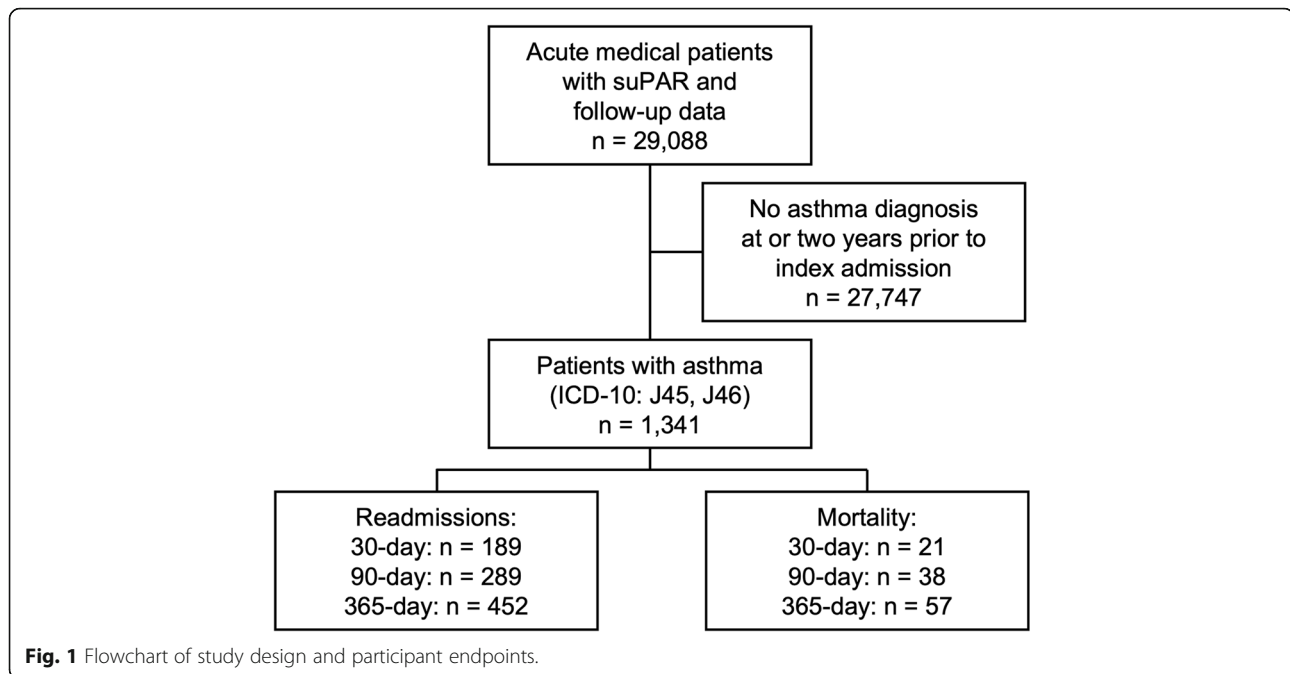 Acute medical patients
with suPAR and
follow-up data
n = 29,088
No asthma diagnosis
at or two years prior to
index admission
n = 27,747
Patients with asthma
(ICD-10: J45, J46)
n = 1,341
Readmissions:
30-day: n = 189
90-day: n = 289
365-day: n = 452
Mortality:
30-day: n = 21
90-day: n = 38
365-day: n = 57
Fig. 1 Flowchart of study design and participant endpoints.